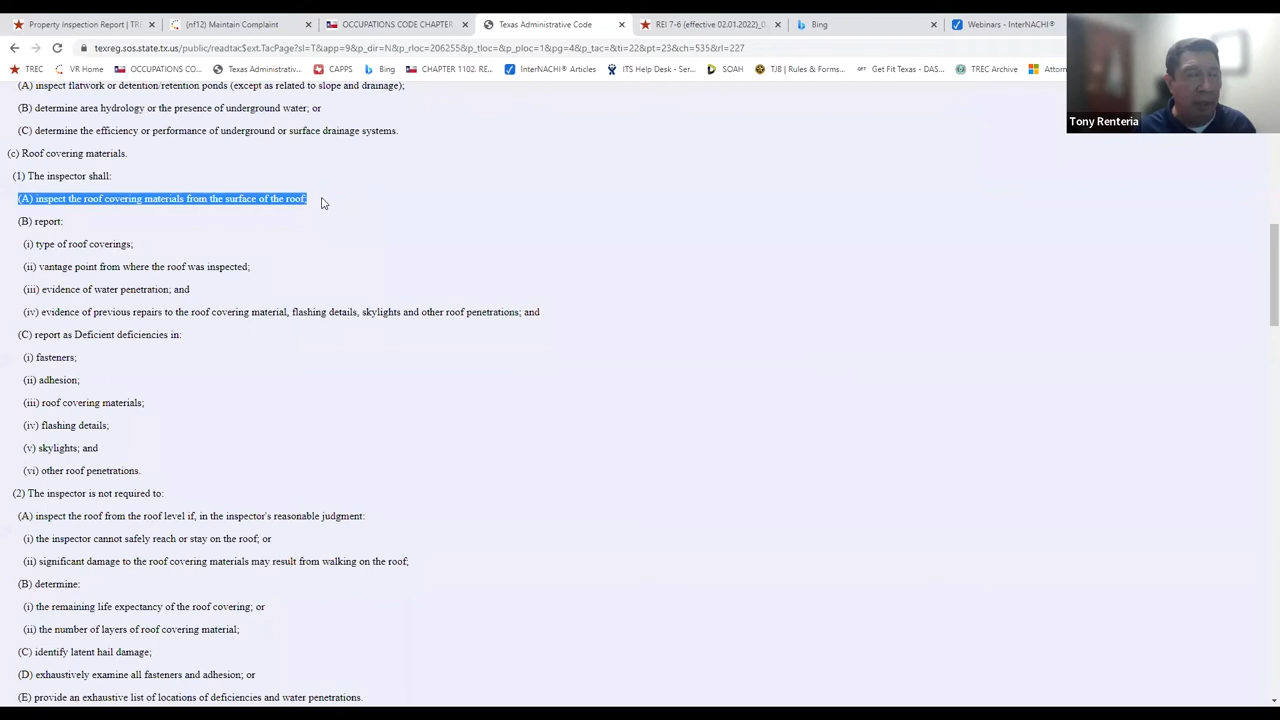 Property Inspection Report | TRE
(nf12) Maintain Complaint
OCCUPATIONS CODE CHAPTER
Texas Administrative Code
REI 7-6 (effective 02.01.2022)_0
Bing
Webinars - InterNACHI®
texreg.sos.state.tx.us/public/readtac$ext.TacPage?sl=T&app=9&p_dir=N&p_rloc=206255&p_tloc=&p_ploc=1&pg=4&p_tac=&ti=22&pt=23&ch=535&rl=227
TREC
VR Home
OCCUPATIONS CO...
Texas Administrativ...
CAPPS
Bing
CHAPTER 1102. RE...
InterNACHI® Articles
ITS Help Desk - Ser...
SOAH
TJB | Rules & Forms...
Get Fit Texas - DAS...
TREC Archive
Attorn
Tony Renteria
(A) inspect flatwork or detention/retention ponds (except as related to slope and drainage);
(B) determine area hydrology or the presence of underground water; or
(C) determine the efficiency or performance of underground or surface drainage systems.
(c) Roof covering materials.
(1) The inspector shall:
(A) inspect the roof covering materials from the surface of the roof;
(B) report:
(i) type of roof coverings;
(ii) vantage point from where the roof was inspected;
(iii) evidence of water penetration; and
(iv) evidence of previous repairs to the roof covering material, flashing details, skylights and other roof penetrations; and
(C) report as Deficient deficiencies in:
(i) fasteners;
(ii) adhesion;
(iii) roof covering materials;
(iv) flashing details;
(v) skylights; and
(vi) other roof penetrations.
(2) The inspector is not required to:
(A) inspect the roof from the roof level if, in the inspector's reasonable judgment:
(i) the inspector cannot safely reach or stay on the roof; or
(ii) significant damage to the roof covering materials may result from walking on the roof;
(B) determine:
(i) the remaining life expectancy of the roof covering; or
(ii) the number of layers of roof covering material;
(C) identify latent hail damage;
(D) exhaustively examine all fasteners and adhesion; or
(E) provide an exhaustive list of locations of deficiencies and water penetrations.